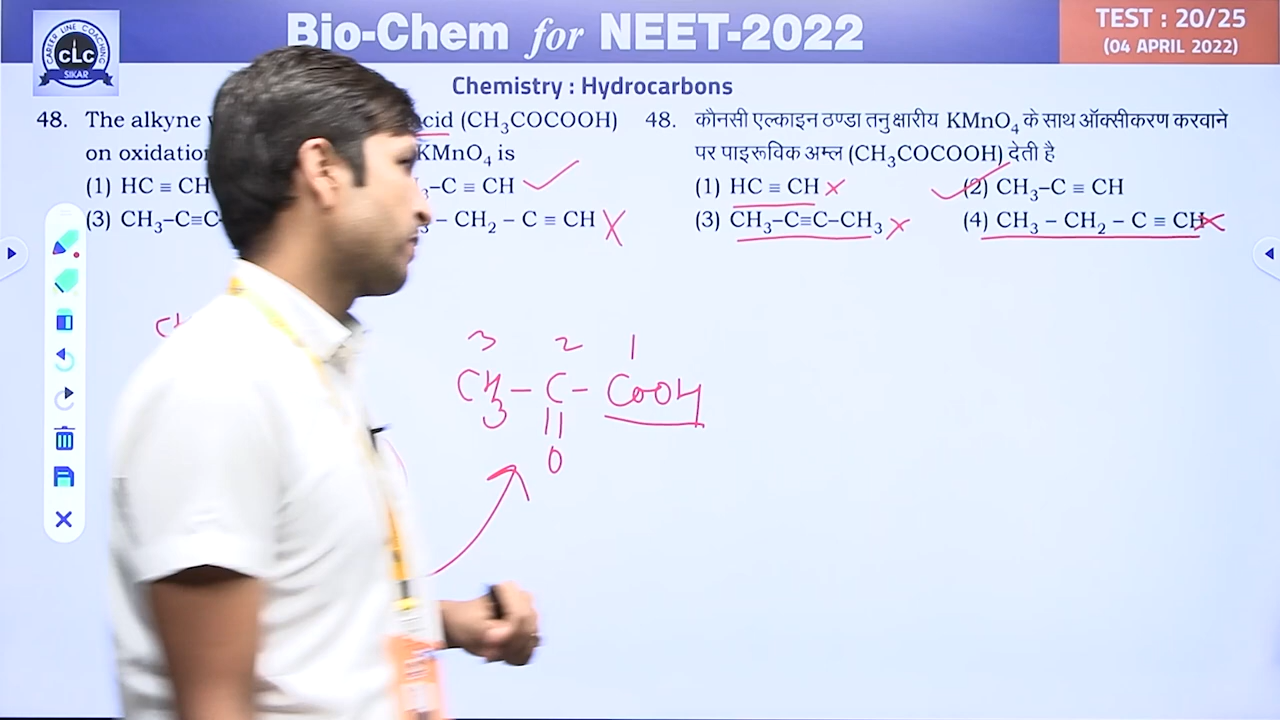 Bio-Chem for NEET-2022
TEST : 20/25
(04 APRIL 2022)
CAREER LINE COACHING
CLC
SIKAR
Chemistry : Hydrocarbons
48. The alkyne cid (CH₃COCOOH)
on oxidation KMnO₄ is
(1) HC ≡ CH –C ≡ CH
(3) CH₃–C≡C– – CH₂ – C ≡ CH
48. कौनसी एल्काइन ठण्डा तनु क्षारीय KMnO₄ के साथ ऑक्सीकरण करवाने
पर पाइरूविक अम्ल (CH₃COCOOH) देती है
(1) HC ≡ CH (2) CH₃–C ≡ CH
(3) CH₃–C≡C–CH₃ (4) CH₃ – CH₂ – C ≡ CH
3 2 1
CH₃ – C – COOH
O